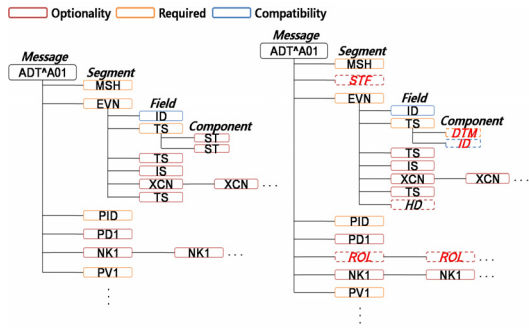 Optionality Required Compatibility
Message
ADT^A01
Segment
MSH
EVN
Field
ID
TS
Component
ST
ST
TS
IS
XCN XCN ...
TS
PID
PD1
NK1 NK1 ...
PV1
Message
ADT^A01
Segment
MSH
STF
EVN
Field
ID
TS
Component
DTM
ID
TS
IS
XCN XCN ...
TS
HD
PID
PD1
ROL ROL ...
NK1 NK1 ...
PV1